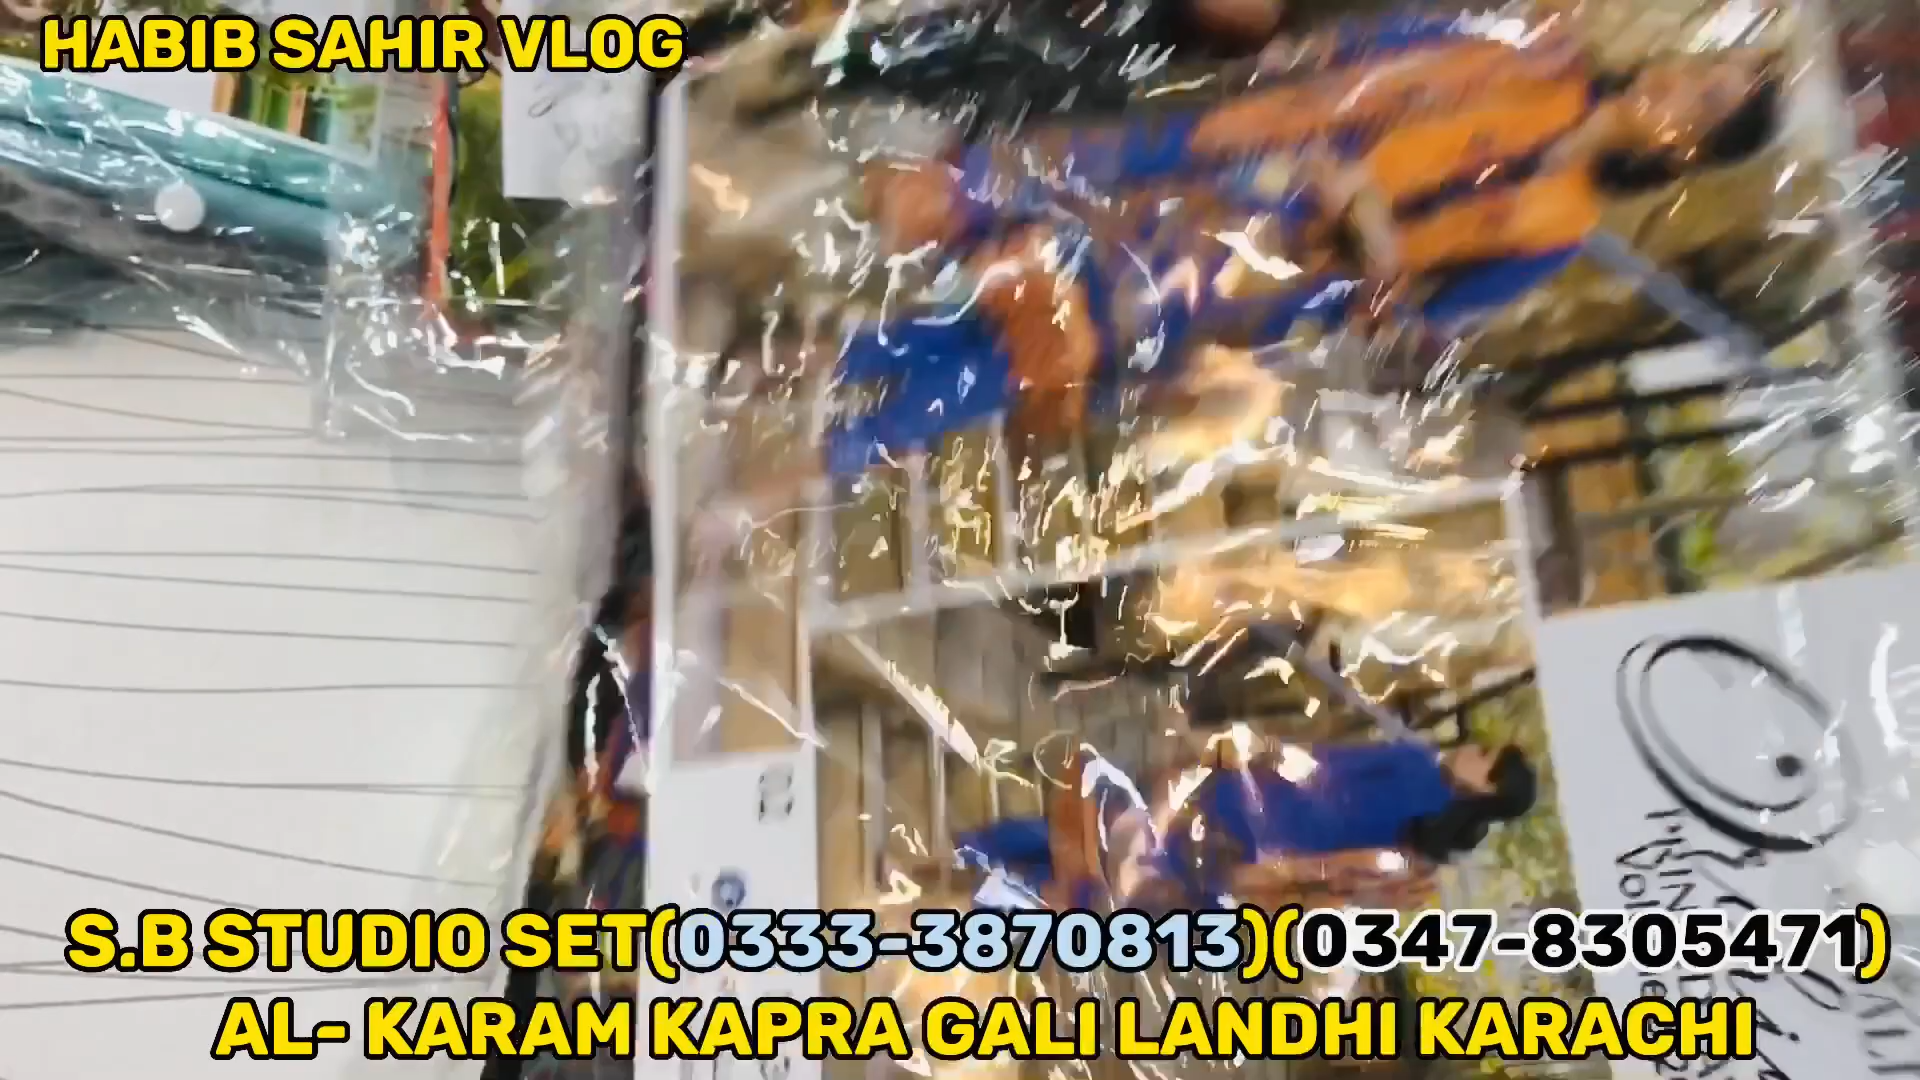 HABIB SAHIR VLOG
S.B STUDIO SET(0333-3870813)(0347-8305471)
AL- KARAM KAPRA GALI LANDHI KARACHI